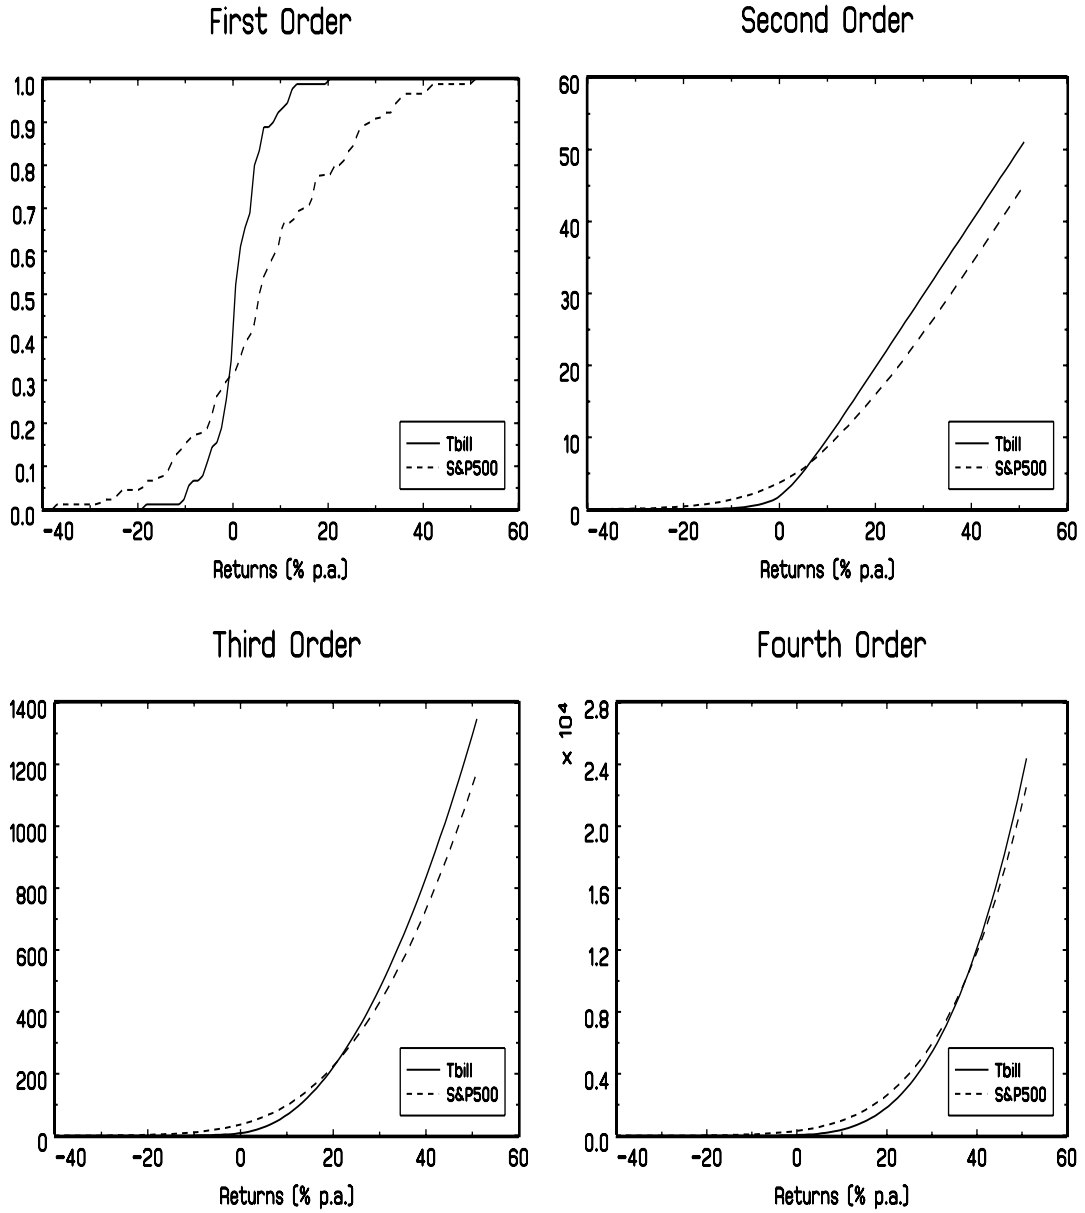 First Order
1.0
0.9
0.8
0.7
0.6
0.5
0.4
0.3
0.2
0.1
0.0
Tbill
S&P500
-40 -20 0 20 40 60
Returns (% p.a.)
Second Order
60
50
40
30
20
10
0
Tbill
S&P500
-40 -20 0 20 40 60
Returns (% p.a.)
Third Order
1400
1200
1000
800
600
400
200
0
Tbill
S&P500
-40 -20 0 20 40 60
Returns (% p.a.)
Fourth Order
× 10⁴
2.8
2.4
2.0
1.6
1.2
0.8
0.4
0.0
Tbill
S&P500
-40 -20 0 20 40 60
Returns (% p.a.)